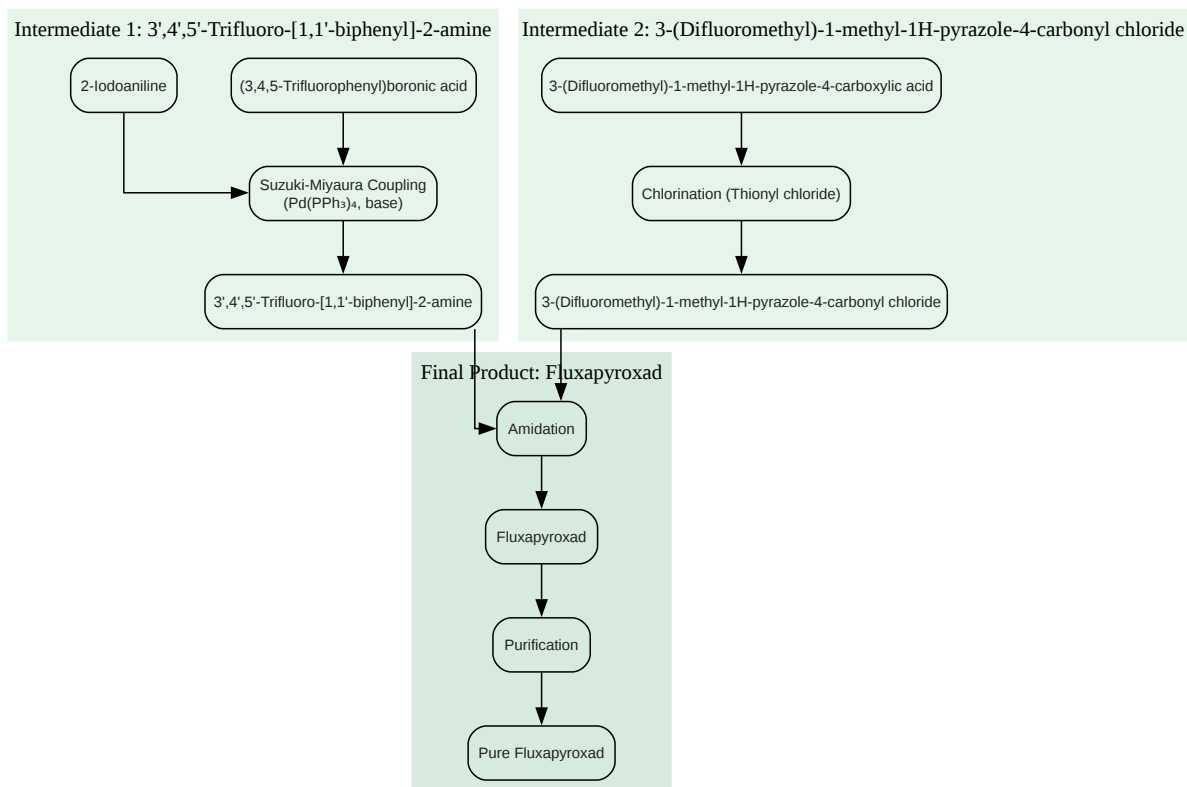 Intermediate 1: 3',4',5'-Trifluoro-[1,1'-biphenyl]-2-amine
2-Iodoaniline
(3,4,5-Trifluorophenyl)boronic acid
Suzuki-Miyaura Coupling
(Pd(PPh₃)₄, base)
3',4',5'-Trifluoro-[1,1'-biphenyl]-2-amine
Intermediate 2: 3-(Difluoromethyl)-1-methyl-1H-pyrazole-4-carbonyl chloride
3-(Difluoromethyl)-1-methyl-1H-pyrazole-4-carboxylic acid
Chlorination (Thionyl chloride)
3-(Difluoromethyl)-1-methyl-1H-pyrazole-4-carbonyl chloride
Final Product: Fluxapyroxad
Amidation
Fluxapyroxad
Purification
Pure Fluxapyroxad